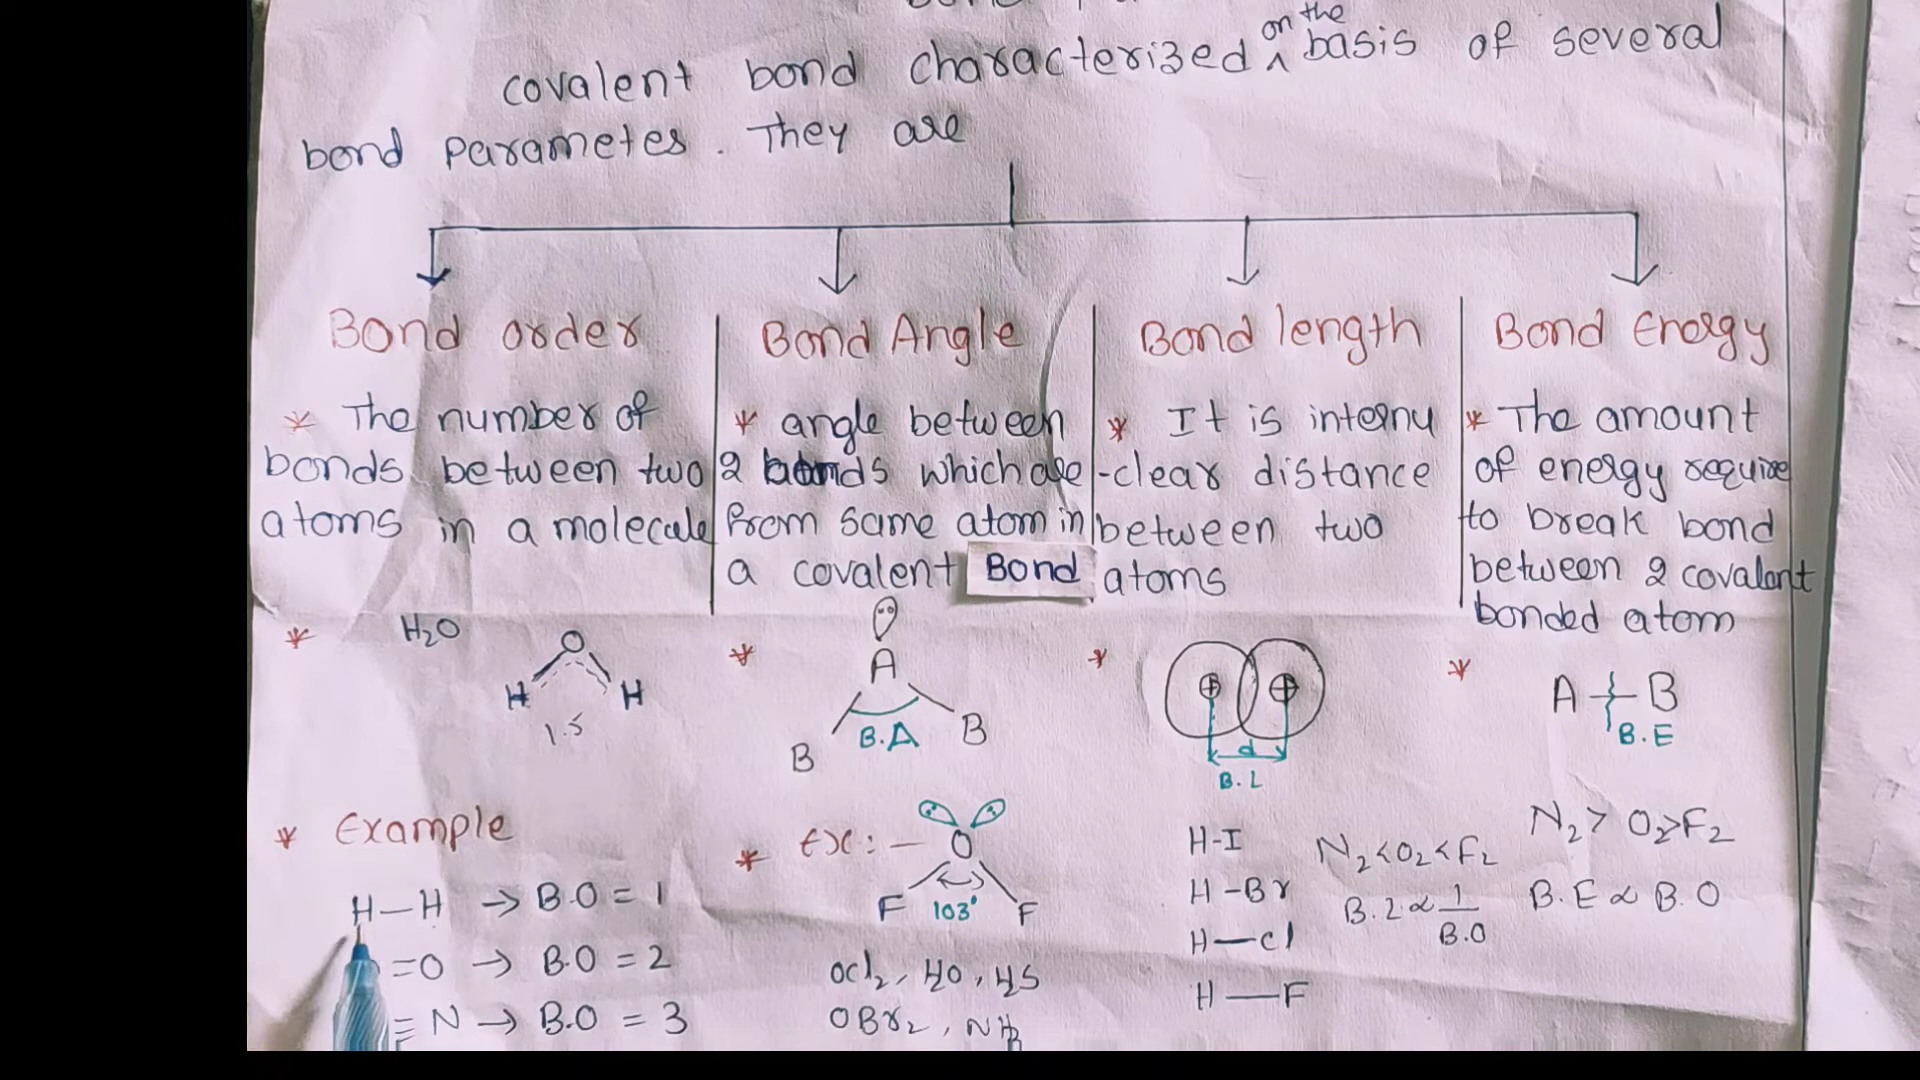 covalent bond characterized on the basis of several
bond parametes. They are
Bond order
* The number of
bonds between two
atoms in a molecule
* H₂O
O
H H
1.5
* Example
H—H → B.O = 1
=O → B.O = 2
≡ N → B.O = 3
Bond Angle
* angle between
2 bonds which are
from same atom in
a covalent Bond
*
A
B B
B.A
* Ex:— O
F 103° F
OCl₂, H₂O, H₂S
OBr₂, NH₃
Bond length
* It is internu
-clear distance
between two
atoms
*
+ +
d
B.L
H-I
H-Br
H—Cl
H—F
N₂<O₂<F₂
B.L∝ 1
B.O
Bond Energy
* The amount
of energy require
to break bond
between 2 covalent
bonded atom
*
A B
B.E
N₂> O₂>F₂
B.E ∝ B.O